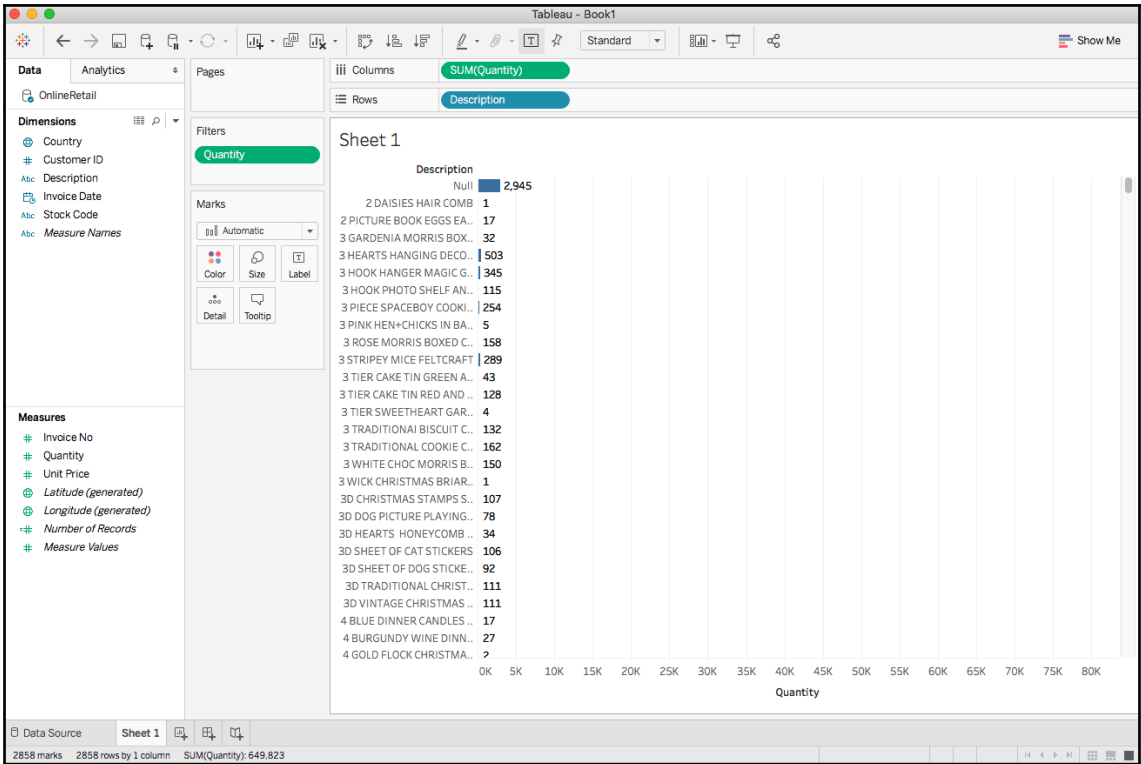 Tableau - Book1
Standard
Show Me
Data
Analytics
Pages
iii Columns
SUM(Quantity)
OnlineRetail
Rows
Description
Dimensions
Country
# Customer ID
Abc Description
Invoice Date
Abc Stock Code
Abc Measure Names
Filters
Quantity
Marks
Automatic
Color
Size
T
Label
Detail
Tooltip
Measures
# Invoice No
# Quantity
# Unit Price
Latitude (generated)
Longitude (generated)
=# Number of Records
# Measure Values
Sheet 1
Description
Null 2,945
2 DAISIES HAIR COMB 1
2 PICTURE BOOK EGGS EA.. 17
3 GARDENIA MORRIS BOX.. 32
3 HEARTS HANGING DECO.. 503
3 HOOK HANGER MAGIC G.. 345
3 HOOK PHOTO SHELF AN.. 115
3 PIECE SPACEBOY COOKI.. 254
3 PINK HEN+CHICKS IN BA.. 5
3 ROSE MORRIS BOXED C.. 158
3 STRIPEY MICE FELTCRAFT 289
3 TIER CAKE TIN GREEN A.. 43
3 TIER CAKE TIN RED AND .. 128
3 TIER SWEETHEART GAR.. 4
3 TRADITIONAl BISCUIT C.. 132
3 TRADITIONAL COOKIE C.. 162
3 WHITE CHOC MORRIS B.. 150
3 WICK CHRISTMAS BRIAR.. 1
3D CHRISTMAS STAMPS S.. 107
3D DOG PICTURE PLAYING.. 78
3D HEARTS HONEYCOMB .. 34
3D SHEET OF CAT STICKERS 106
3D SHEET OF DOG STICKE.. 92
3D TRADITIONAL CHRIST.. 111
3D VINTAGE CHRISTMAS .. 111
4 BLUE DINNER CANDLES .. 17
4 BURGUNDY WINE DINN.. 27
4 GOLD FLOCK CHRISTMA.. 2
0K 5K 10K 15K 20K 25K 30K 35K 40K 45K 50K 55K 60K 65K 70K 75K 80K
Quantity
Data Source
Sheet 1
2858 marks 2858 rows by 1 column SUM(Quantity): 649,823